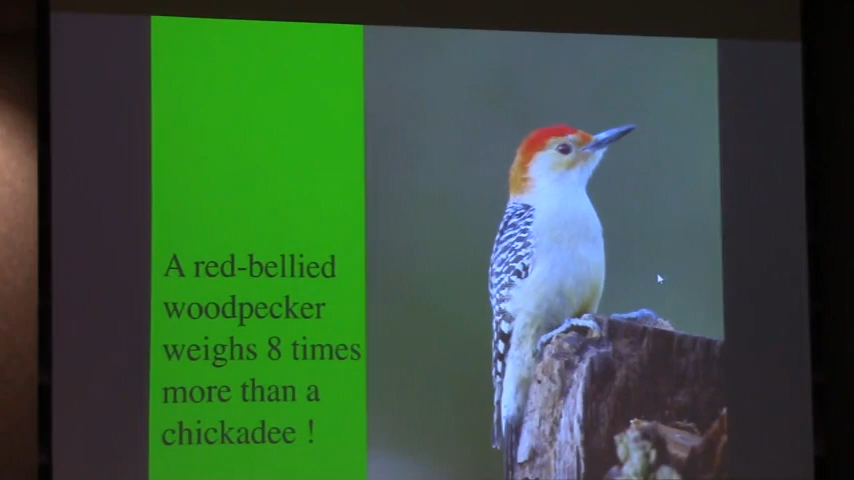 A red-bellied
woodpecker
weighs 8 times
more than a
chickadee !